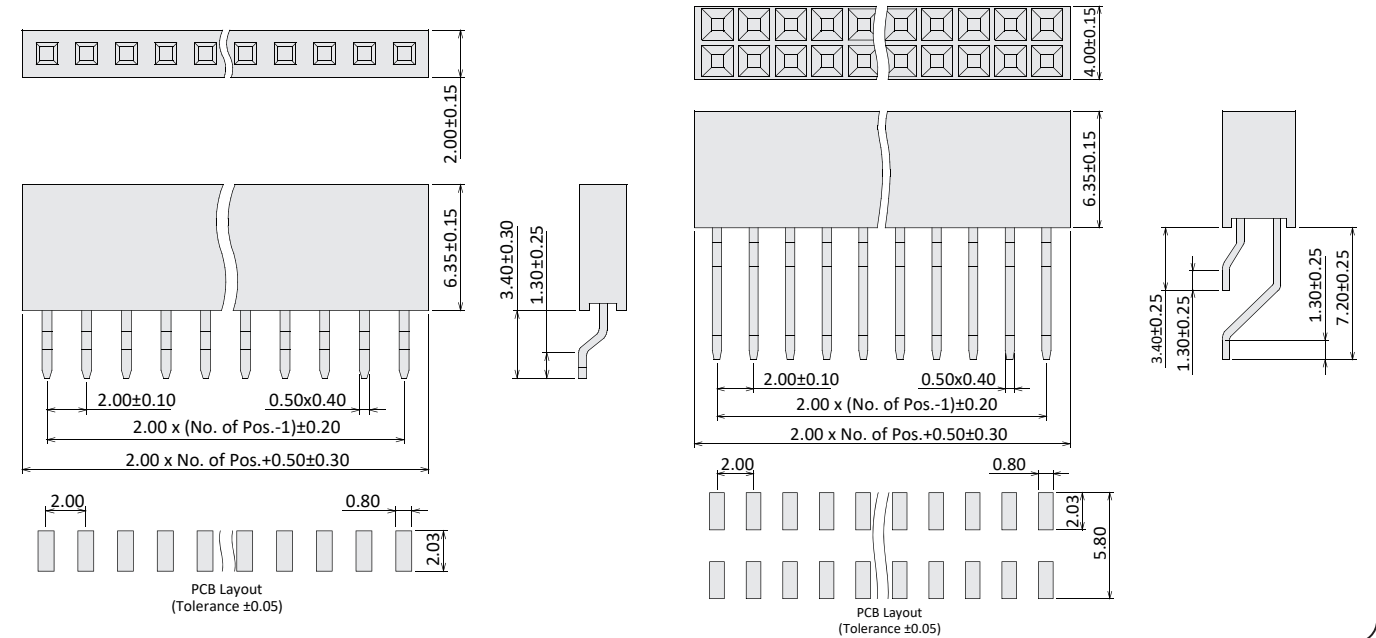 2.00±0.15
6.35±0.15
3.40±0.30
1.30±0.25
2.00±0.10
0.50x0.40
2.00 x (No. of Pos.-1)±0.20
2.00 x No. of Pos.+0.50±0.30
2.00
0.80
2.03
PCB Layout
(Tolerance ±0.05)
4.00±0.15
6.35±0.15
3.40±0.25
1.30±0.25
1.30±0.25
7.20±0.25
2.00±0.10
0.50x0.40
2.00 x (No. of Pos.-1)±0.20
2.00 x No. of Pos.+0.50±0.30
2.00
0.80
2.03
5.80
PCB Layout
(Tolerance ±0.05)